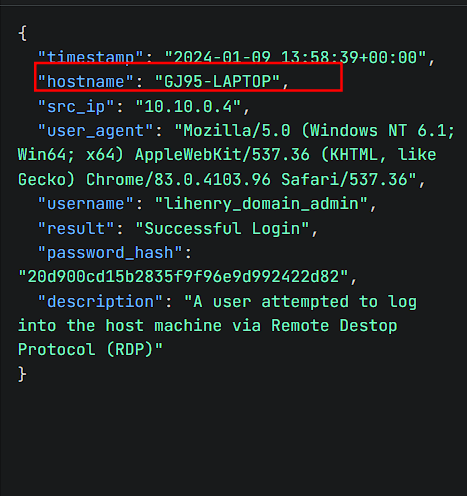 {
"timestamp": "2024-01-09 13:58:39+00:00",
"hostname": "GJ95-LAPTOP",
"src_ip": "10.10.0.4",
"user_agent": "Mozilla/5.0 (Windows NT 6.1;
Win64; x64) AppleWebKit/537.36 (KHTML, like
Gecko) Chrome/83.0.4103.96 Safari/537.36",
"username": "lihenry_domain_admin",
"result": "Successful Login",
"password_hash":
"20d900cd15b2835f9f96e9d992422d82",
"description": "A user attempted to log
into the host machine via Remote Destop
Protocol (RDP)"
}